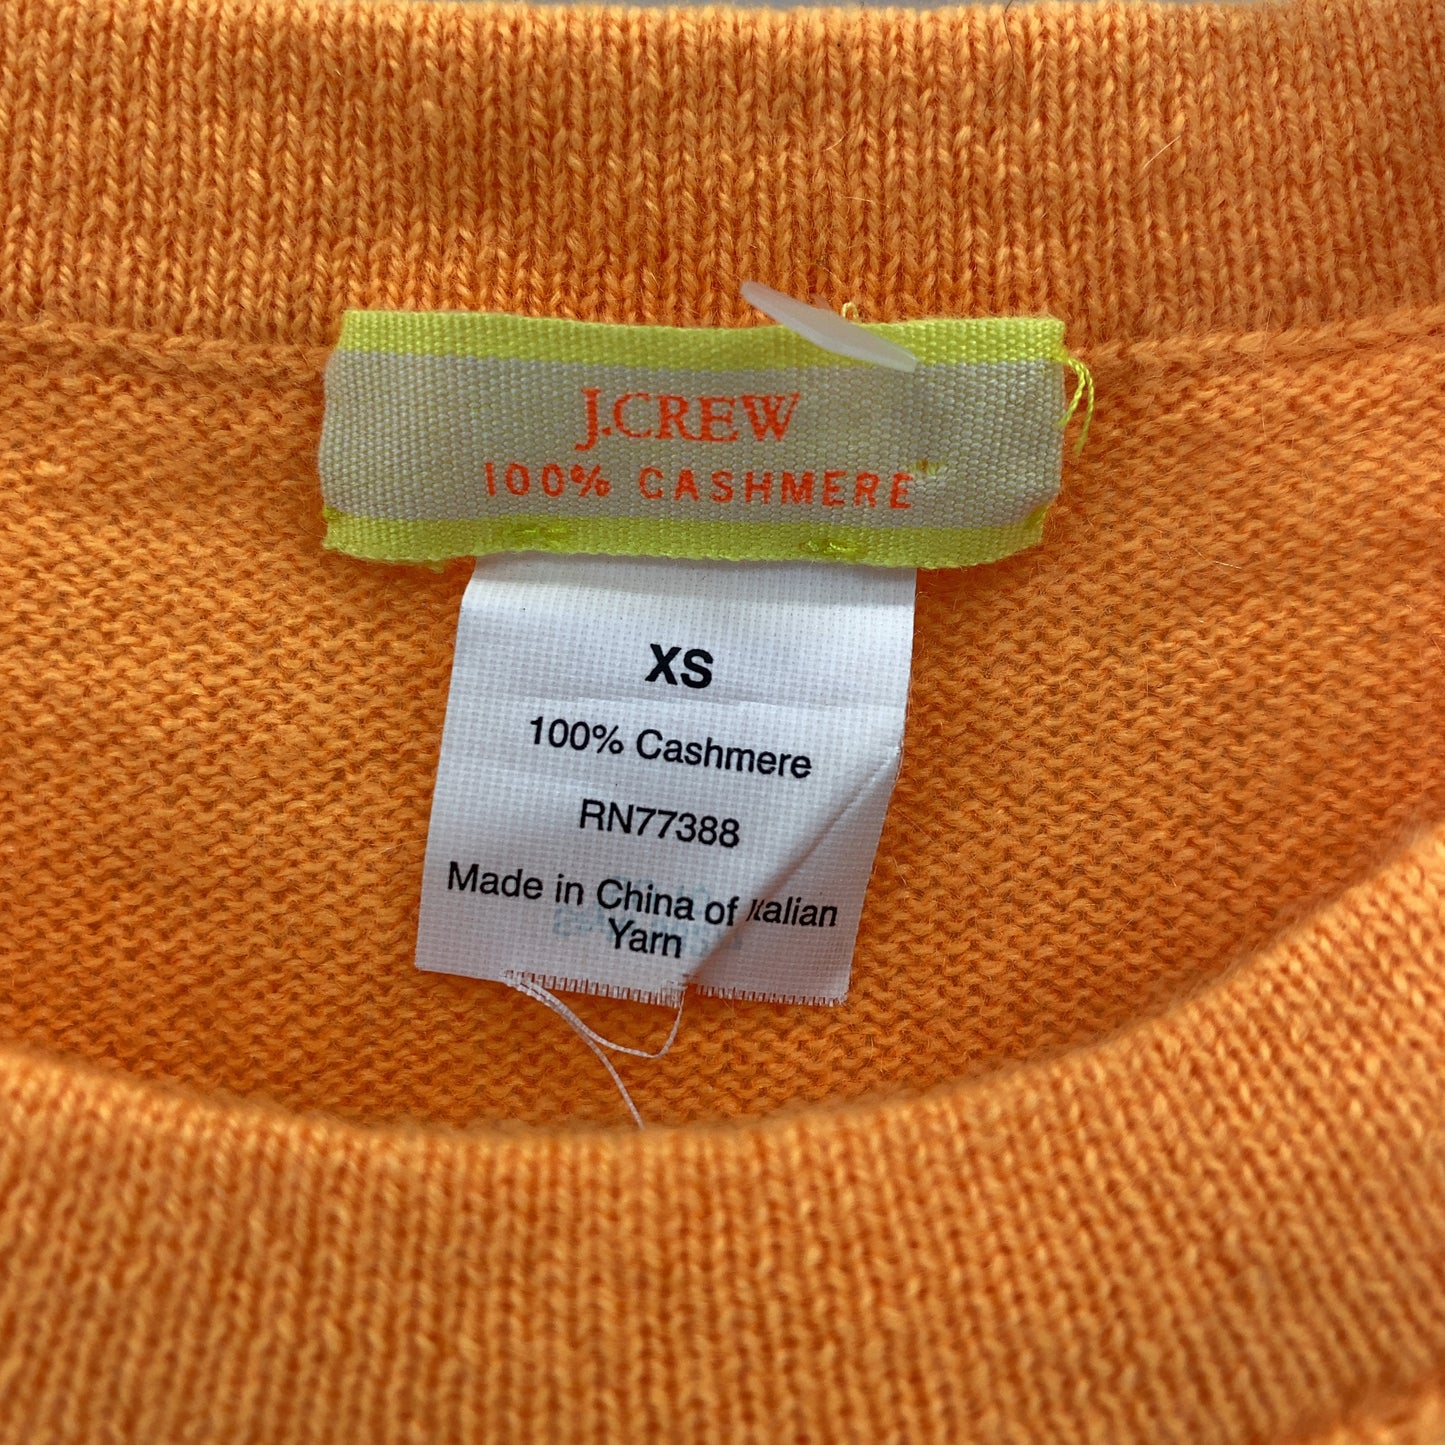 J.CREW
100% CASHMERE
XS
100% Cashmere
RN77388
Made in China of Italian
Yarn